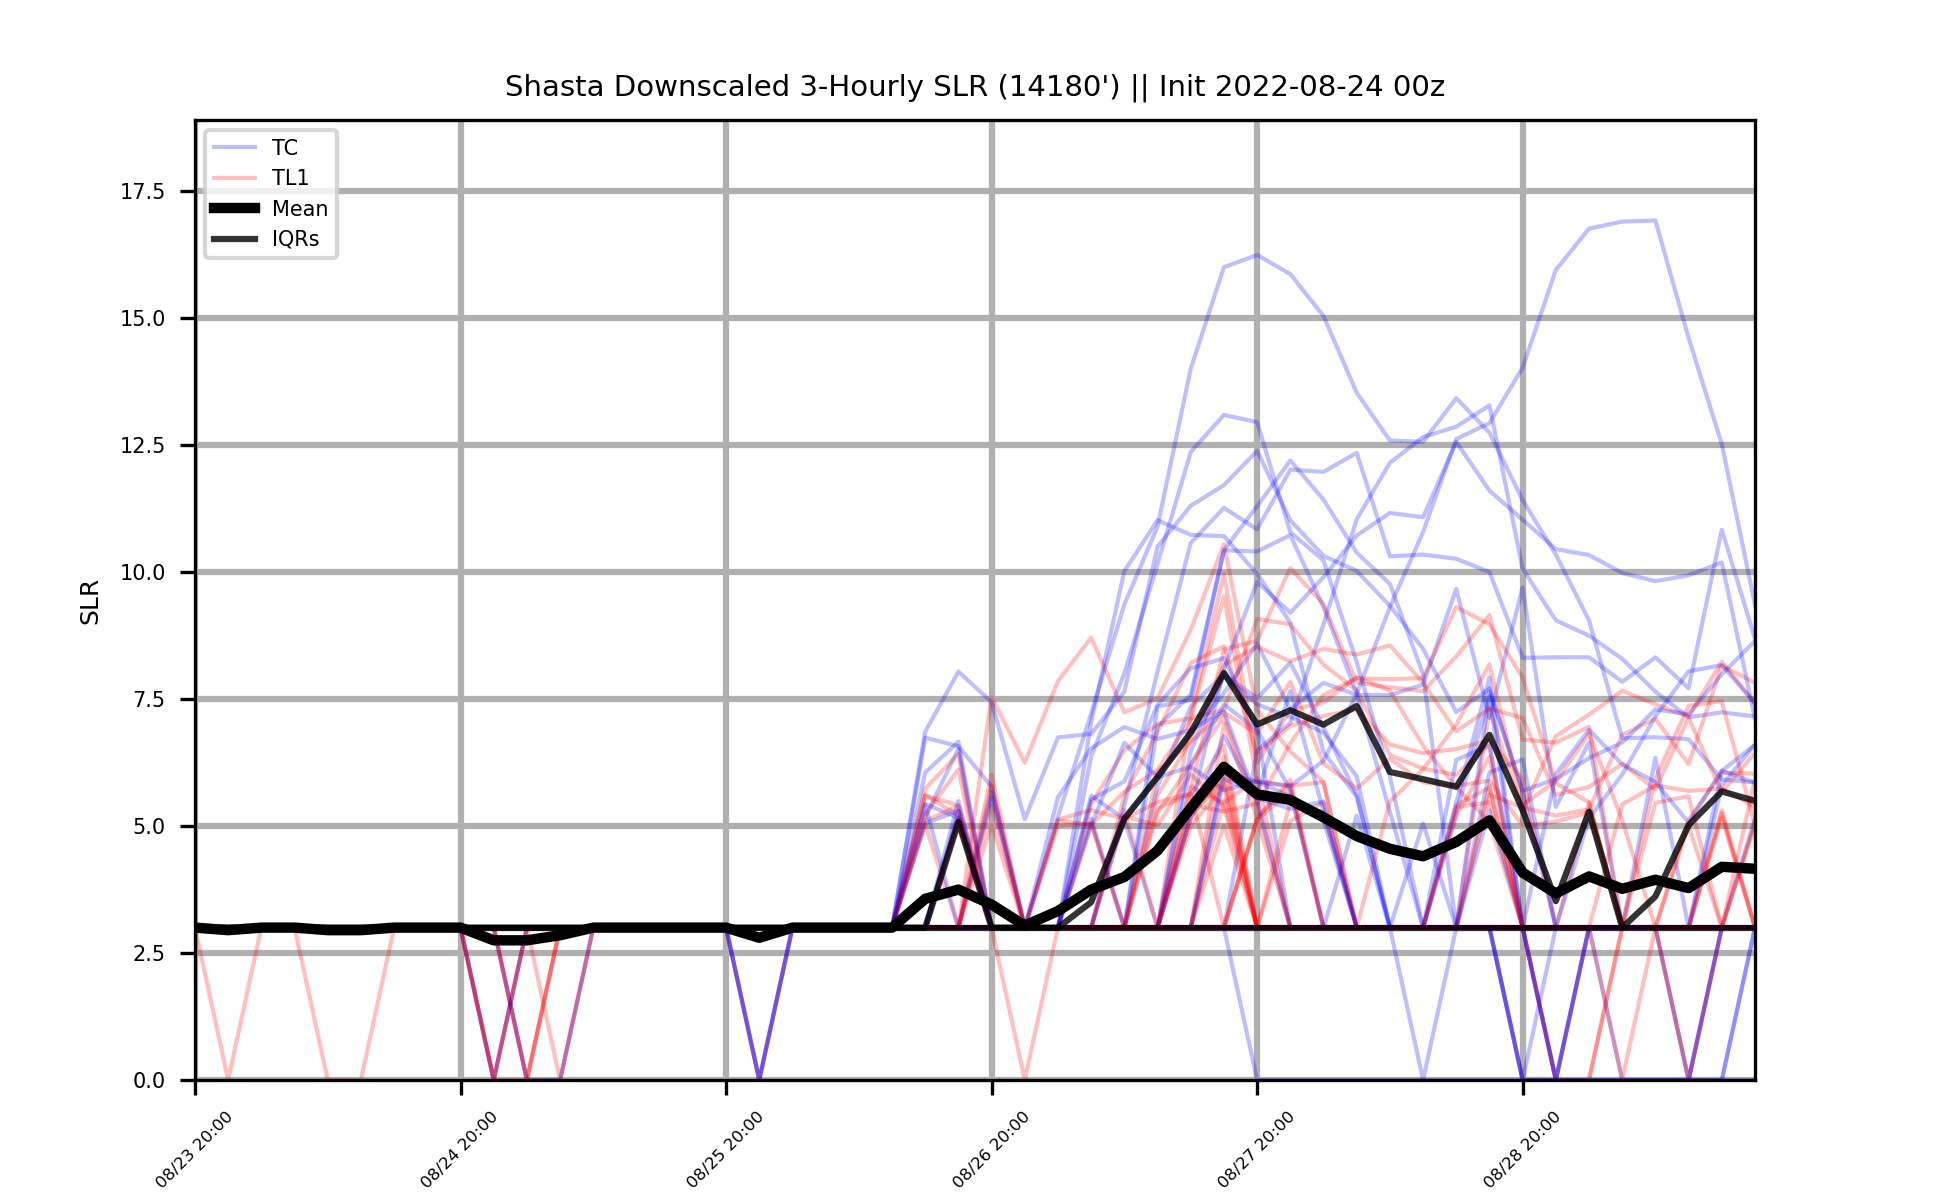 Shasta Downscaled 3-Hourly SLR (14180') || Init 2022-08-24 00z
TC
TL1
Mean
IQRs
17.5
15.0
12.5
10.0
7.5
5.0
2.5
0.0
SLR
08/23 20:00
08/24 20:00
08/25 20:00
08/26 20:00
08/27 20:00
08/28 20:00